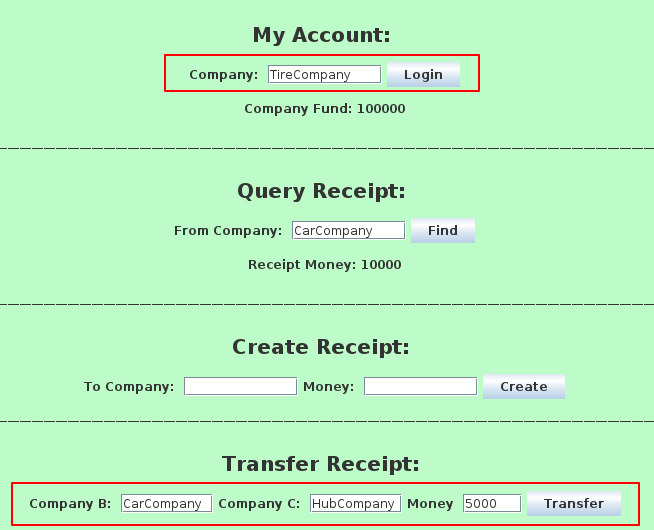 My Account:
Company: TireCompany Login
Company Fund: 100000
Query Receipt:
From Company: CarCompany Find
Receipt Money: 10000
Create Receipt:
To Company: Money: Create
Transfer Receipt:
Company B: CarCompany Company C: HubCompany Money 5000 Transfer